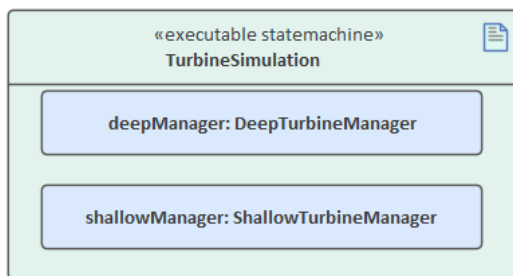 «executable statemachine»
TurbineSimulation
deepManager: DeepTurbineManager
shallowManager: ShallowTurbineManager